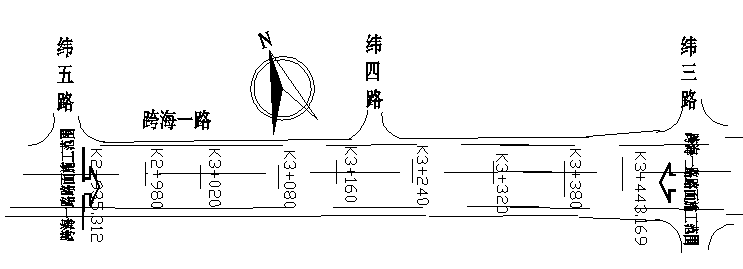 纬五路
纬四路
纬三路
N
跨海一路
跨海一路路面施工范围
K2+935.312
K2+980
K3+020
K3+080
K3+160
K3+240
K3+320
K3+380
K3+443.169
跨海一路路面施工范围